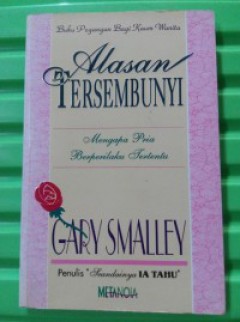 Buku Pegangan Bagi Kaum Wanita
Alasan
TERSEMBUNYI
Mengapa Pria
Berperilaku Tertentu
GARY SMALLEY
Penulis "Seandainya IA TAHU"
METANOIA